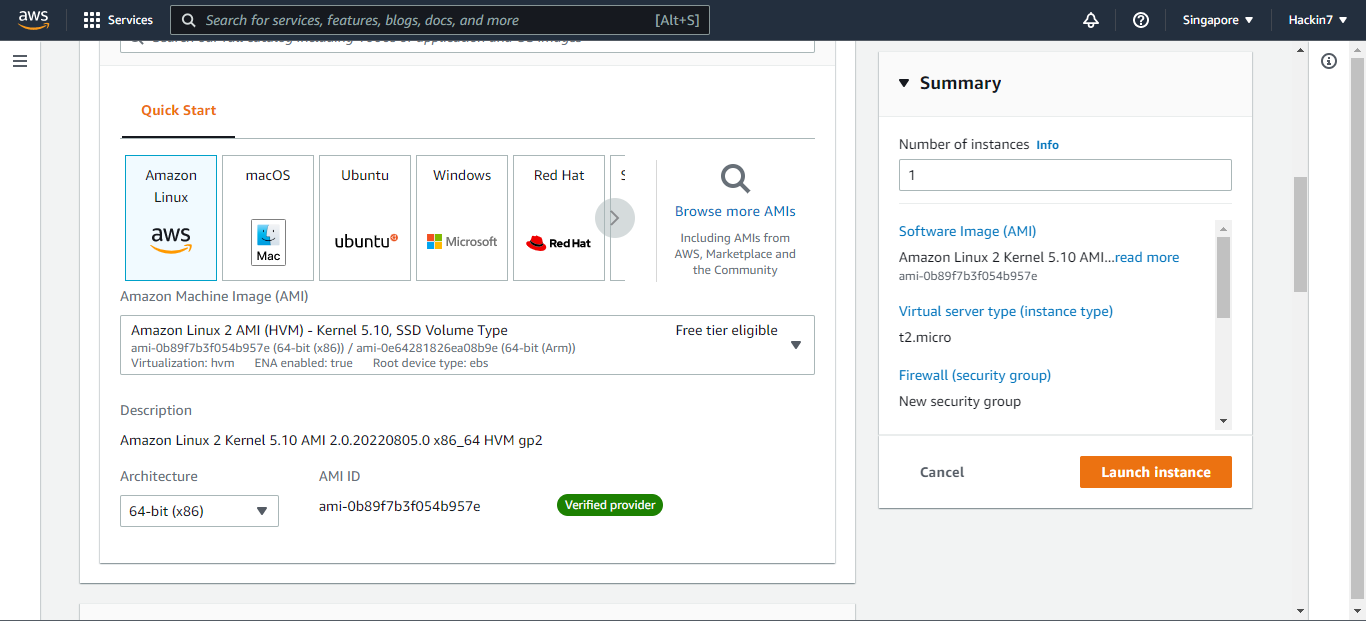 aws
Services
Search for services, features, blogs, docs, and more
[Alt+S]
Singapore
Hackin7
Quick Start
Amazon Linux
aws
macOS
Mac
Ubuntu
ubuntu
Windows
Microsoft
Red Hat
Red Hat
S
Browse more AMIs
Including AMIs from
AWS, Marketplace and
the Community
Amazon Machine Image (AMI)
Amazon Linux 2 AMI (HVM) - Kernel 5.10, SSD Volume Type
Free tier eligible
ami-0b89f7b3f054b957e (64-bit (x86)) / ami-0e64281826ea08b9e (64-bit (Arm))
Virtualization: hvm ENA enabled: true Root device type: ebs
Description
Amazon Linux 2 Kernel 5.10 AMI 2.0.20220805.0 x86_64 HVM gp2
Architecture
AMI ID
64-bit (x86)
ami-0b89f7b3f054b957e
Verified provider
Summary
Number of instances Info
1
Software Image (AMI)
Amazon Linux 2 Kernel 5.10 AMI...read more
ami-0b89f7b3f054b957e
Virtual server type (instance type)
t2.micro
Firewall (security group)
New security group
Cancel
Launch instance